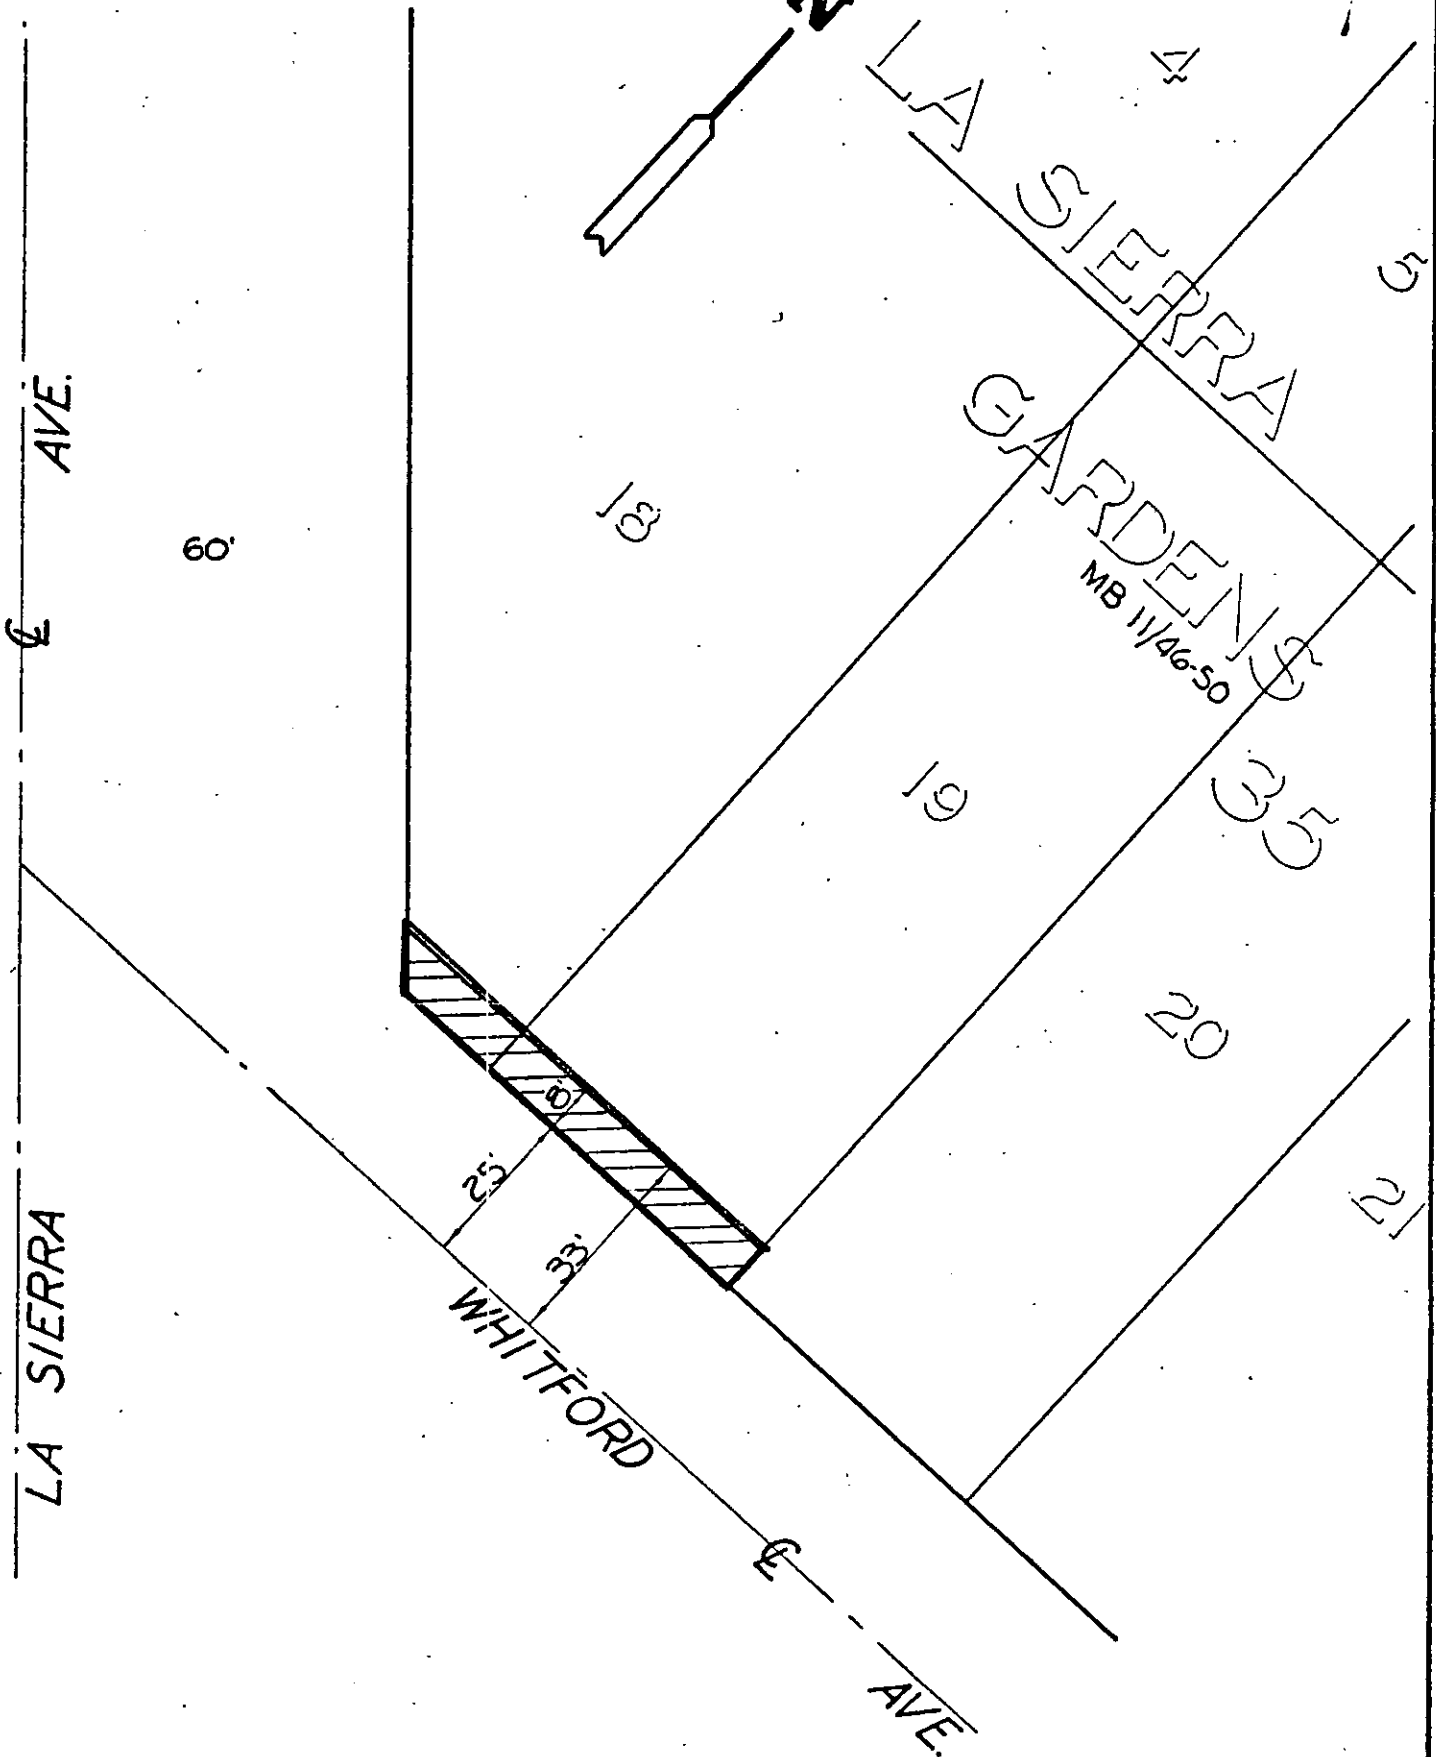 N
LA SIERRA
GARDENS
MB 11/46-50
35
4
5
18
19
20
21
60'
℄
LA SIERRA AVE.
8'
25'
33'
WHITFORD AVE.
℄